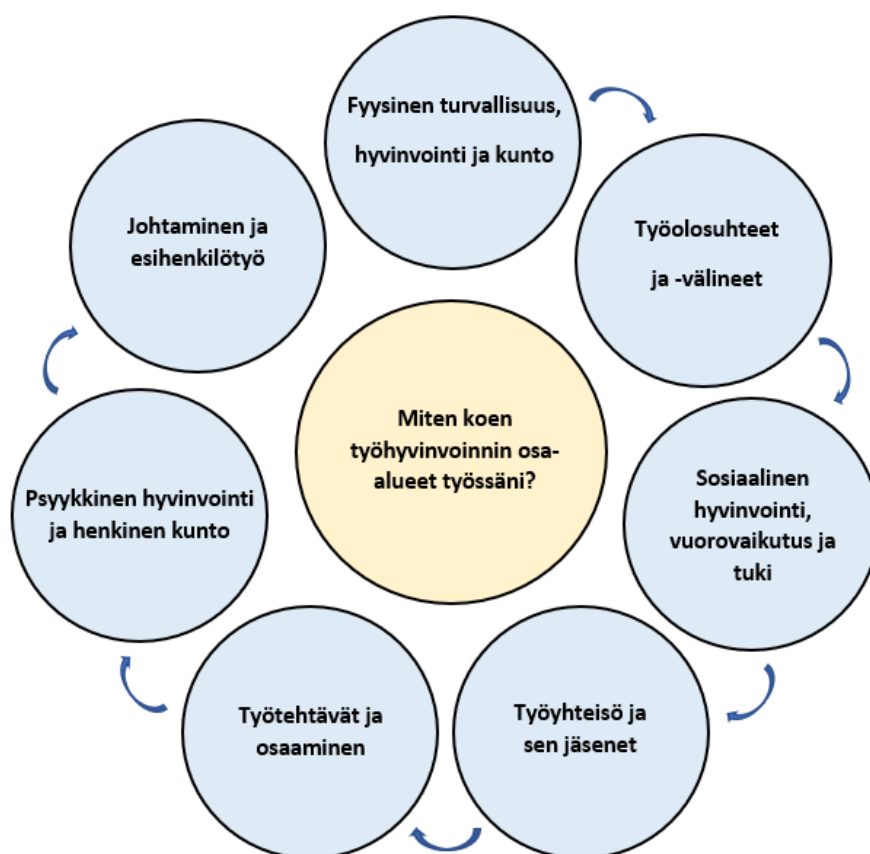 Fyysinen turvallisuus,
hyvinvointi ja kunto
Työolosuhteet
ja -välineet
Sosiaalinen
hyvinvointi,
vuorovaikutus ja
tuki
Työyhteisö ja
sen jäsenet
Työtehtävät ja
osaaminen
Psyykkinen hyvinvointi
ja henkinen kunto
Johtaminen ja
esihenkilötyö
Miten koen
työhyvinvoinnin osa-
alueet työssäni?